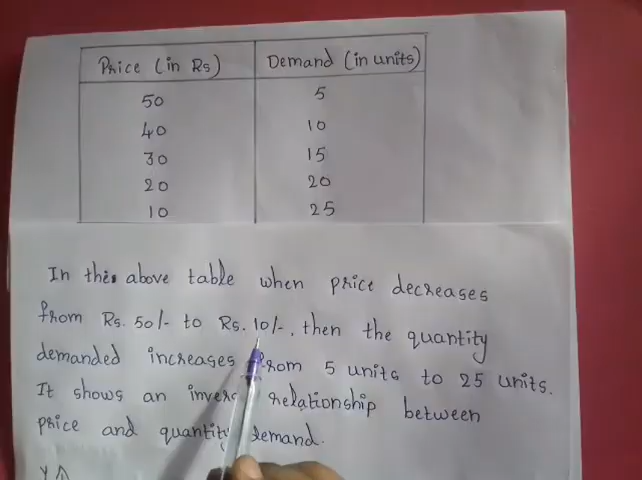 Price (in Rs) Demand (in units)
50 5
40 10
30 15
20 20
10 25
In this above table when price decreases
from Rs. 50/- to Rs. 10/-, then the quantity
demanded increases from 5 units to 25 units.
It shows an relationship between
price and quantity demand.
Y